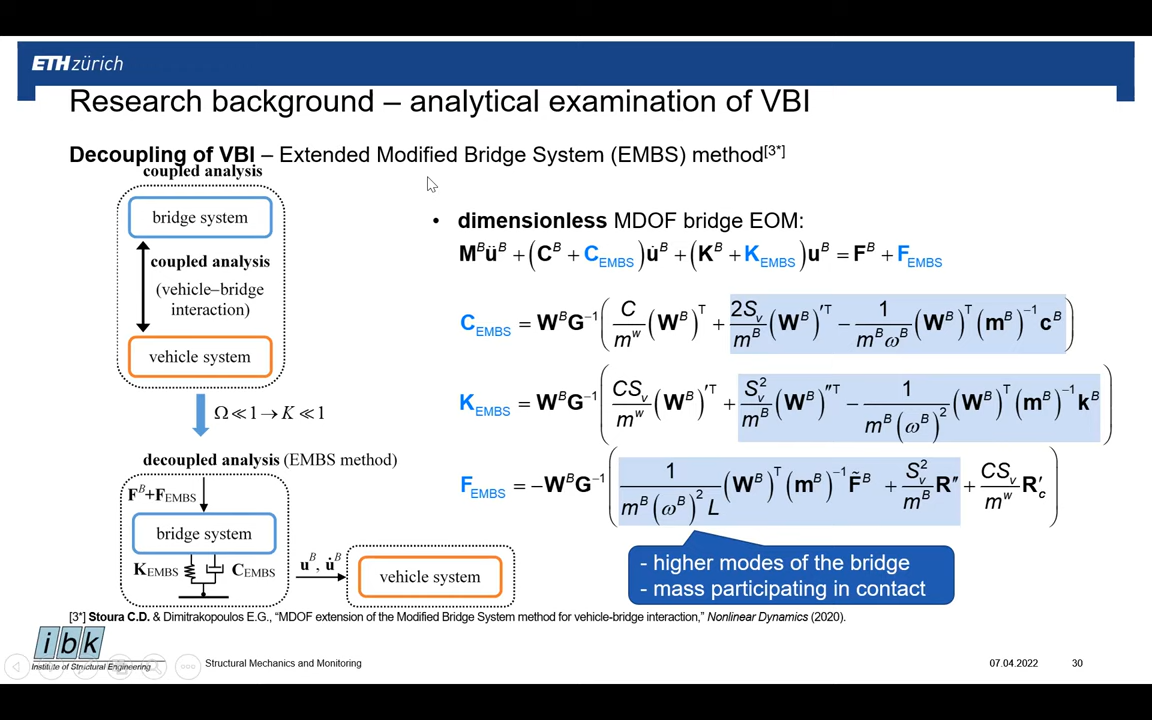 ETH zürich
Research background – analytical examination of VBI
Decoupling of VBI – Extended Modified Bridge System (EMBS) method[3*]
coupled analysis
bridge system
coupled analysis
(vehicle–bridge
interaction)
vehicle system
Ω ≪ 1 → K ≪ 1
decoupled analysis (EMBS method)
F^B+F_EMBS
bridge system
K_EMBS C_EMBS
u^B, u̇^B
vehicle system
• dimensionless MDOF bridge EOM:
M^B ü^B + (C^B + C_EMBS) u̇^B + (K^B + K_EMBS) u^B = F^B + F_EMBS
C_EMBS = W^B G^−1 ( C/m^w (W^B)^T + 2S_v/m^B (W^B)′^T − 1/(m^B ω^B) (W^B)^T (m^B)^−1 c^B )
K_EMBS = W^B G^−1 ( CS_v/m^w (W^B)′^T + S_v^2/m^B (W^B)″^T − 1/(m^B (ω^B)^2) (W^B)^T (m^B)^−1 k^B )
F_EMBS = −W^B G^−1 ( 1/(m^B (ω^B)^2 L) (W^B)^T (m^B)^−1 F̃^B + S_v^2/m^B R″ + CS_v/m^w R′_c )
- higher modes of the bridge
- mass participating in contact
[3*] Stoura C.D. & Dimitrakopoulos E.G., “MDOF extension of the Modified Bridge System method for vehicle-bridge interaction,” Nonlinear Dynamics (2020).
ibk
Institute of Structural Engineering
Structural Mechanics and Monitoring
07.04.2022
30